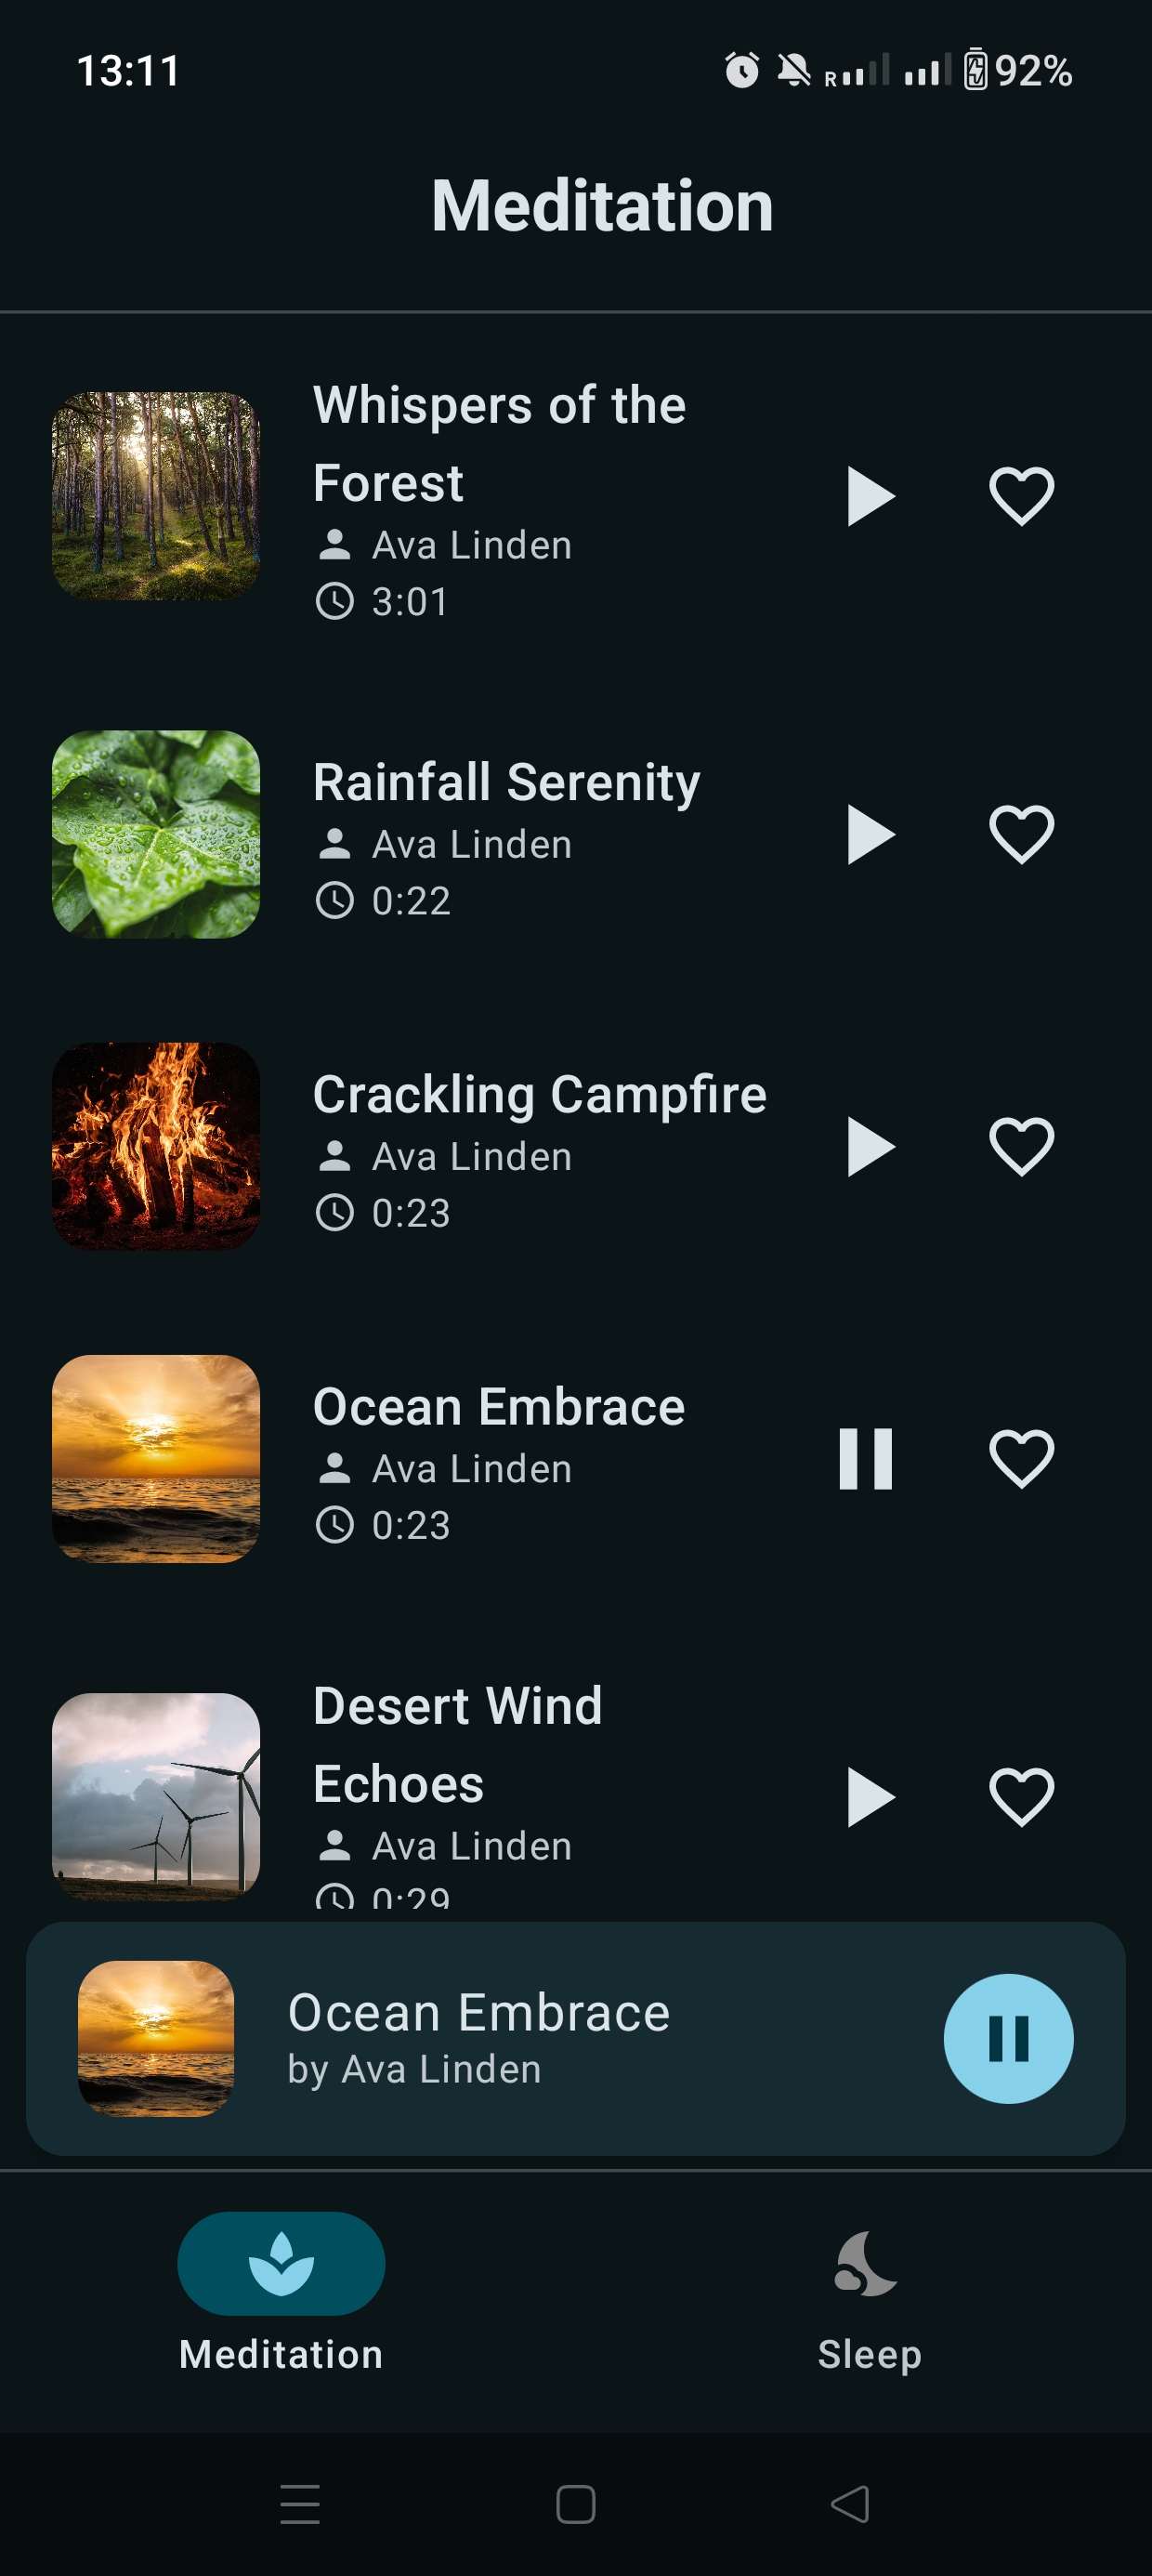 13:11
R 92%
Meditation
Whispers of the
Forest
Ava Linden
3:01
Rainfall Serenity
Ava Linden
0:22
Crackling Campfire
Ava Linden
0:23
Ocean Embrace
Ava Linden
0:23
Desert Wind
Echoes
Ava Linden
0:29
Ocean Embrace
by Ava Linden
Meditation
Sleep